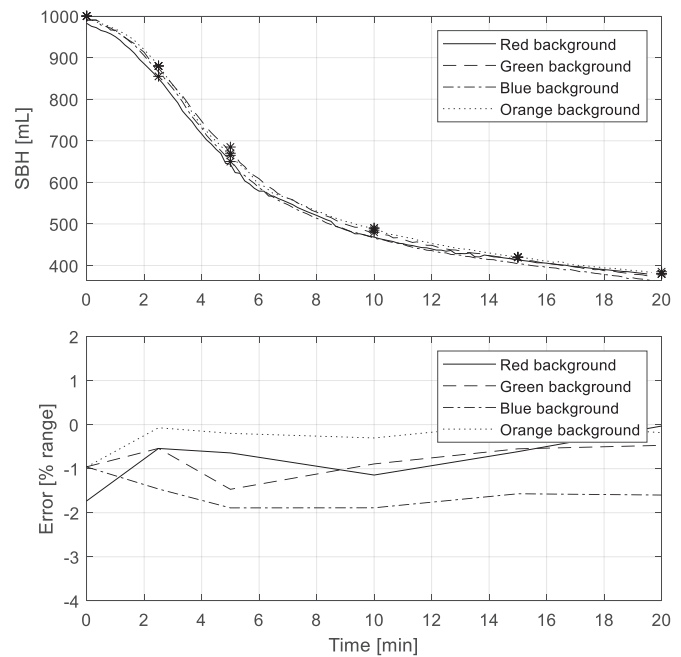 SBH [mL]
1000
900
800
700
600
500
400
0 2 4 6 8 10 12 14 16 18 20
Red background
Green background
Blue background
Orange background
Error [% range]
2
1
0
-1
-2
-3
-4
0 2 4 6 8 10 12 14 16 18 20
Red background
Green background
Blue background
Orange background
Time [min]